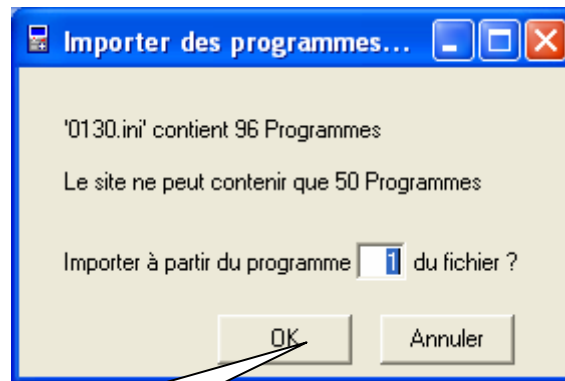 Importer des programmes...
'0130.ini' contient 96 Programmes
Le site ne peut contenir que 50 Programmes
Importer à partir du programme 1 du fichier ?
OK Annuler